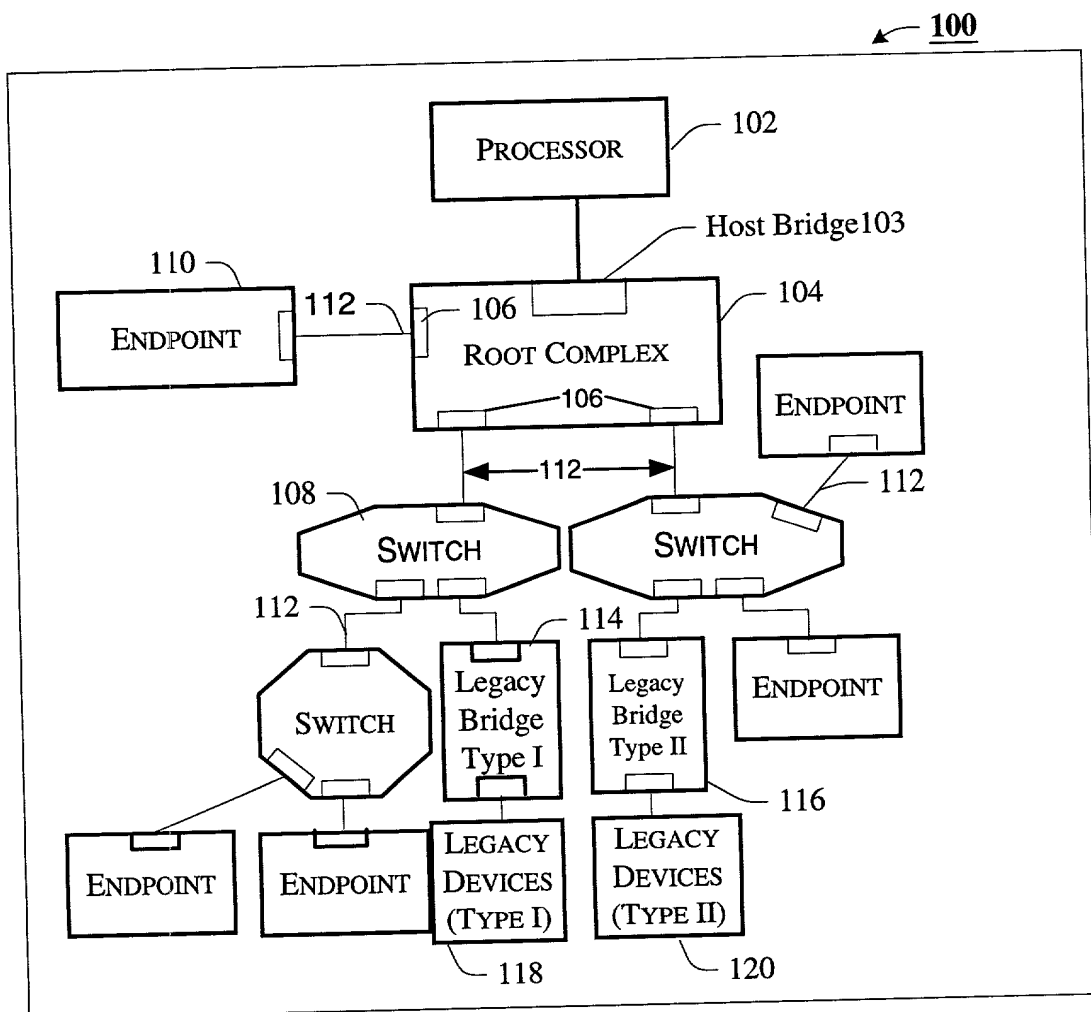 100
PROCESSOR
102
Host Bridge103
110
ENDPOINT
112
106
104
ROOT COMPLEX
106
ENDPOINT
112
112
108
SWITCH
SWITCH
112
114
Legacy
Bridge
Type I
Legacy
Bridge
Type II
ENDPOINT
SWITCH
116
ENDPOINT
ENDPOINT
LEGACY
DEVICES
(TYPE I)
LEGACY
DEVICES
(TYPE II)
118
120